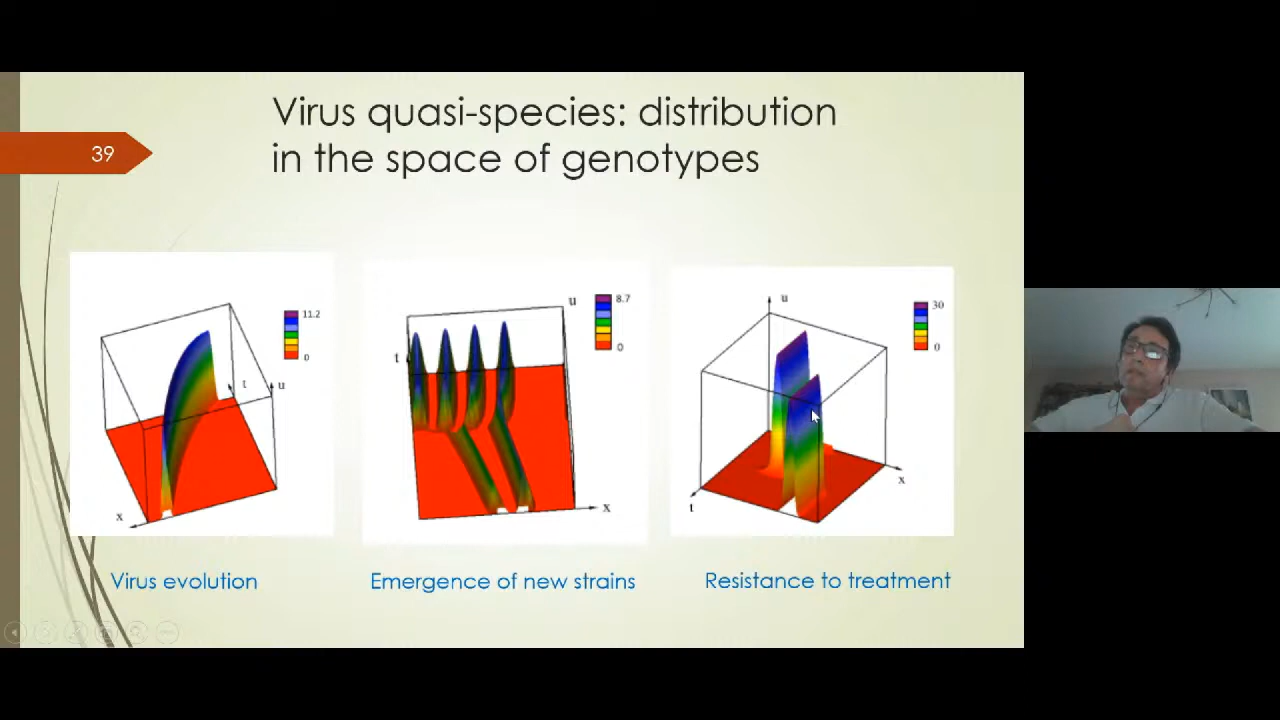 Virus quasi-species: distribution
in the space of genotypes
39
11.2
0
t
u
x
u
8.7
0
t
x
u
30
0
x
t
Virus evolution
Emergence of new strains
Resistance to treatment